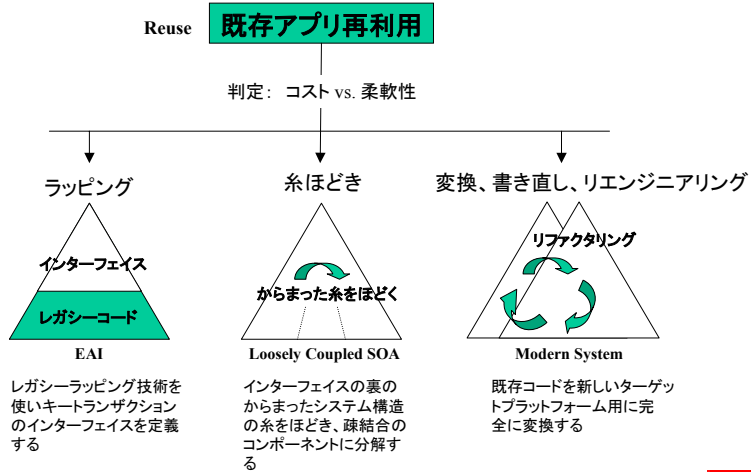 Reuse 既存アプリ再利用
判定： コスト vs. 柔軟性
ラッピング
インターフェイス
レガシーコード
EAI
レガシーラッピング技術を
使いキートランザクション
のインターフェイスを定義
する
糸ほどき
からまった糸をほどく
Loosely Coupled SOA
インターフェイスの裏の
からまったシステム構造
の糸をほどき、疎結合の
コンポーネントに分解す
る
変換、書き直し、リエンジニアリング
リファクタリング
Modern System
既存コードを新しいターゲッ
トプラットフォーム用に完
全に変換する